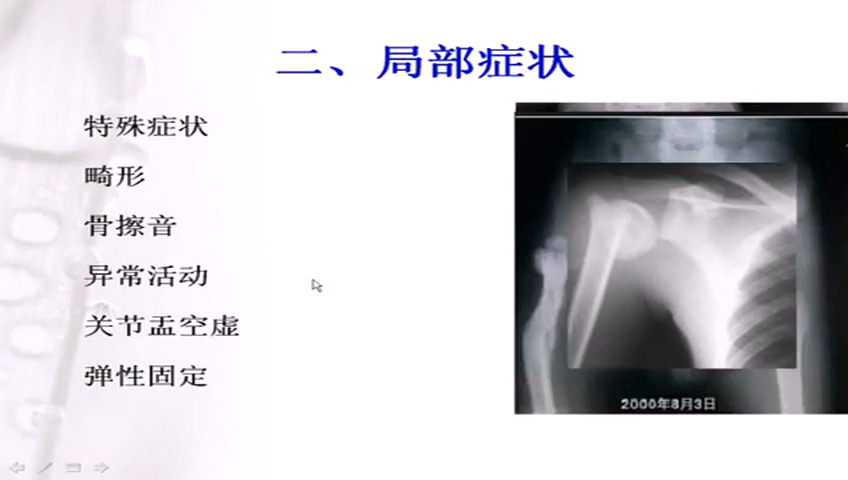 二、局部症状
特殊症状
畸形
骨擦音
异常活动
关节盂空虚
弹性固定
2000年8月3日